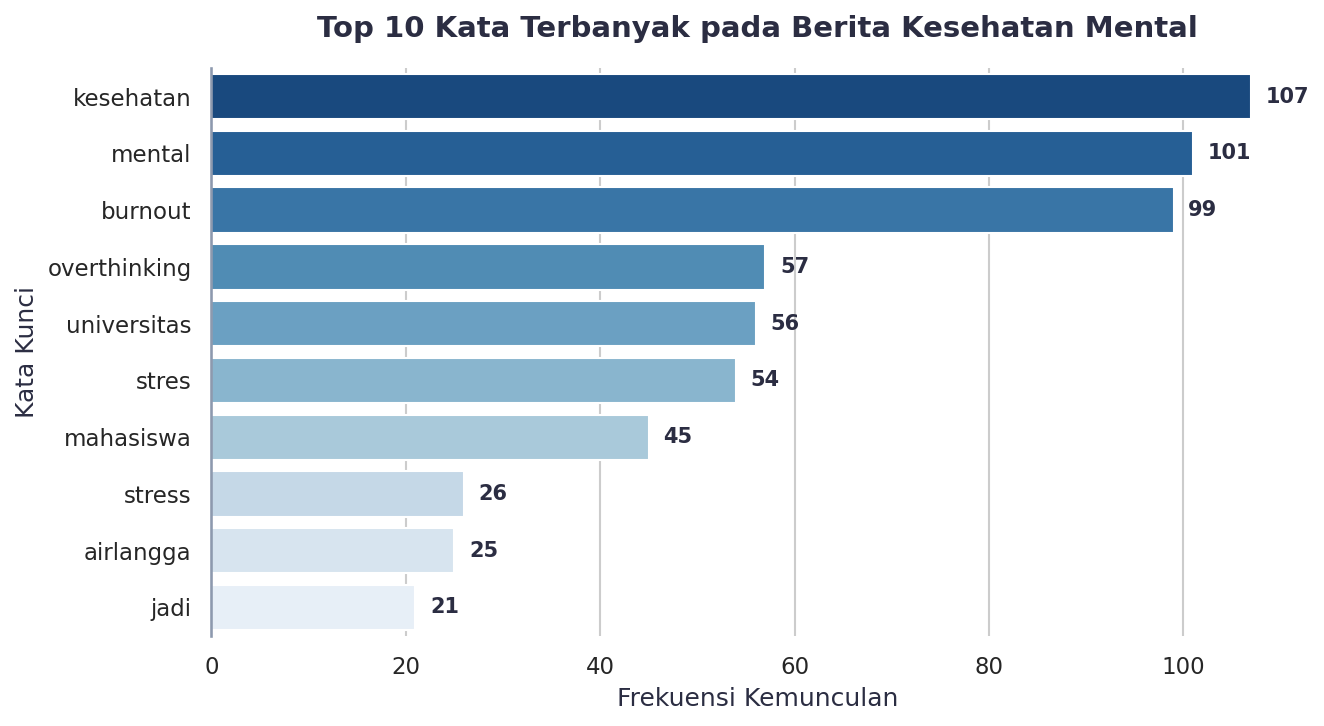 Top 10 Kata Terbanyak pada Berita Kesehatan Mental
Kata Kunci
kesehatan 107
mental 101
burnout 99
overthinking 57
universitas 56
stres 54
mahasiswa 45
stress 26
airlangga 25
jadi 21
0 20 40 60 80 100
Frekuensi Kemunculan